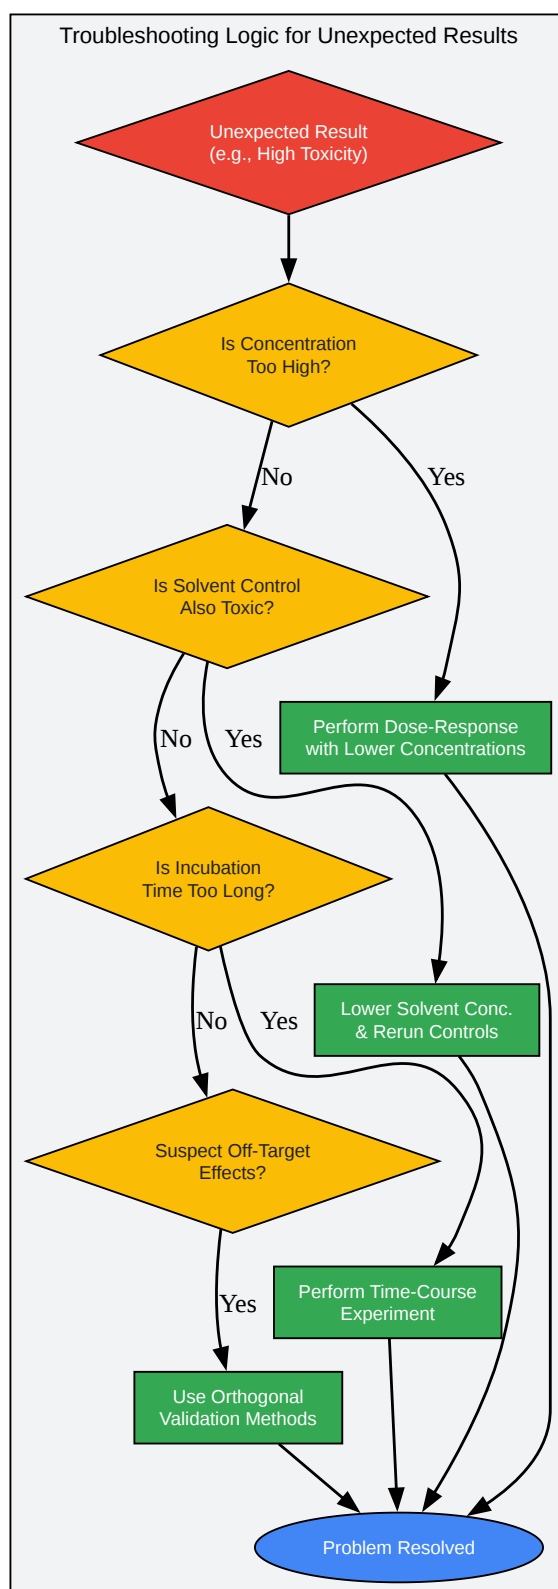 Troubleshooting Logic for Unexpected Results
Unexpected Result
(e.g., High Toxicity)
Is Concentration
Too High?
No
Yes
Is Solvent Control
Also Toxic?
No
Yes
Perform Dose-Response
with Lower Concentrations
Is Incubation
Time Too Long?
No
Yes
Lower Solvent Conc.
& Rerun Controls
Suspect Off-Target
Effects?
Yes
Perform Time-Course
Experiment
Use Orthogonal
Validation Methods
Problem Resolved